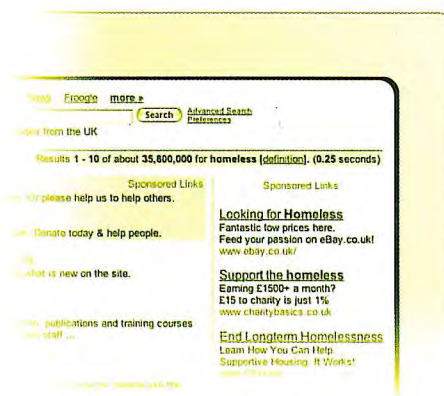 Froogle more »
Search
Advanced Search
Preferences
from the UK
Results 1 - 10 of about 35,600,000 for homeless [definition]. (0.25 seconds)
Sponsored Links
please help us to help others.
Donate today & help people.
what is new on the site.
publications and training courses
staff ...
Sponsored Links
Looking for Homeless
Fantastic low prices here.
Feed your passion on eBay.co.uk!
www.ebay.co.uk/
Support the homeless
Earning £1500+ a month?
£15 to charity is just 1%
www.charitybasics.co.uk
End Longterm Homelessness
Learn How You Can Help.
Supportive Housing. It Works!